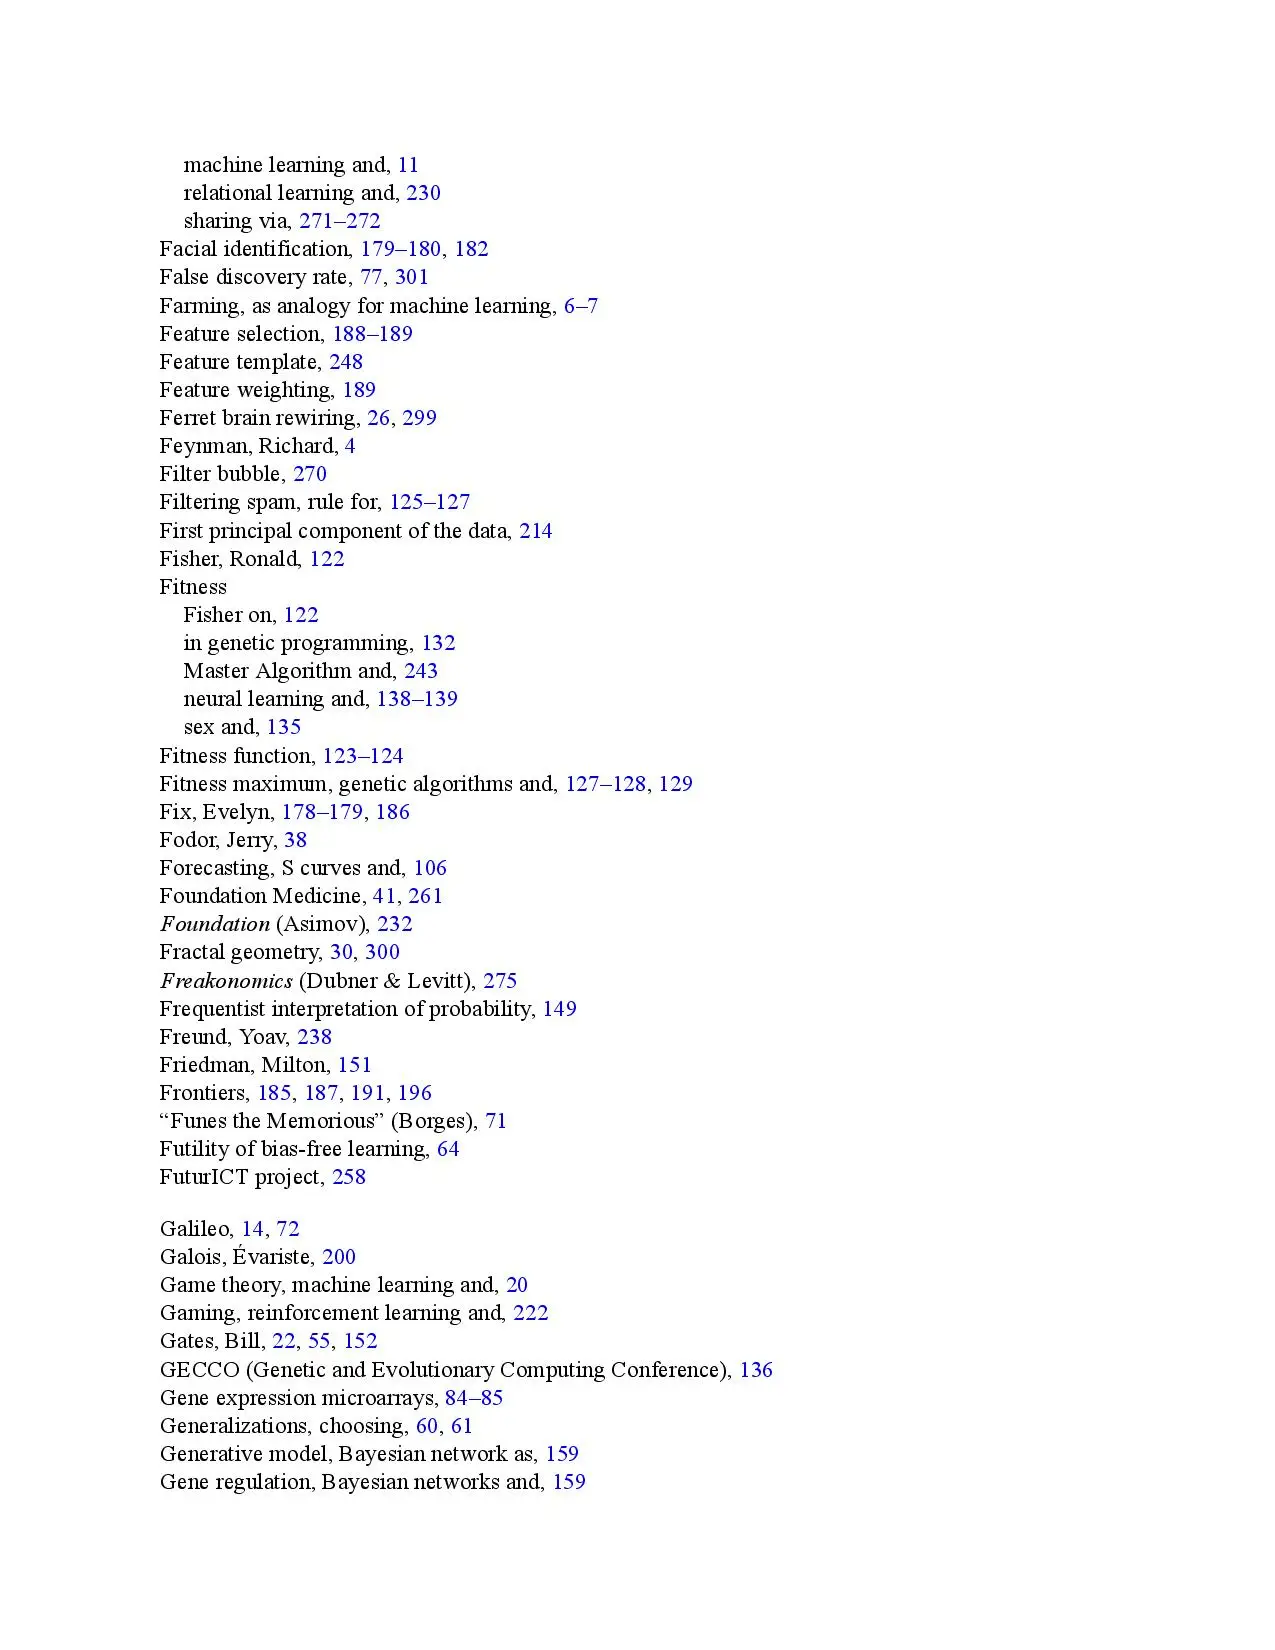 machine learning and, 11
relational learning and, 230
sharing via, 271–272
Facial identification, 179–180, 182
False discovery rate, 77, 301
Farming, as analogy for machine learning, 6–7
Feature selection, 188–189
Feature template, 248
Feature weighting, 189
Ferret brain rewiring, 26, 299
Feynman, Richard, 4
Filter bubble, 270
Filtering spam, rule for, 125–127
First principal component of the data, 214
Fisher, Ronald, 122
Fitness
Fisher on, 122
in genetic programming, 132
Master Algorithm and, 243
neural learning and, 138–139
sex and, 135
Fitness function, 123–124
Fitness maximum, genetic algorithms and, 127–128, 129
Fix, Evelyn, 178–179, 186
Fodor, Jerry, 38
Forecasting, S curves and, 106
Foundation Medicine, 41, 261
Foundation (Asimov), 232
Fractal geometry, 30, 300
Freakonomics (Dubner & Levitt), 275
Frequentist interpretation of probability, 149
Freund, Yoav, 238
Friedman, Milton, 151
Frontiers, 185, 187, 191, 196
“Funes the Memorious” (Borges), 71
Futility of bias-free learning, 64
FuturICT project, 258
Galileo, 14, 72
Galois, Évariste, 200
Game theory, machine learning and, 20
Gaming, reinforcement learning and, 222
Gates, Bill, 22, 55, 152
GECCO (Genetic and Evolutionary Computing Conference), 136
Gene expression microarrays, 84–85
Generalizations, choosing, 60, 61
Generative model, Bayesian network as, 159
Gene regulation, Bayesian networks and, 159